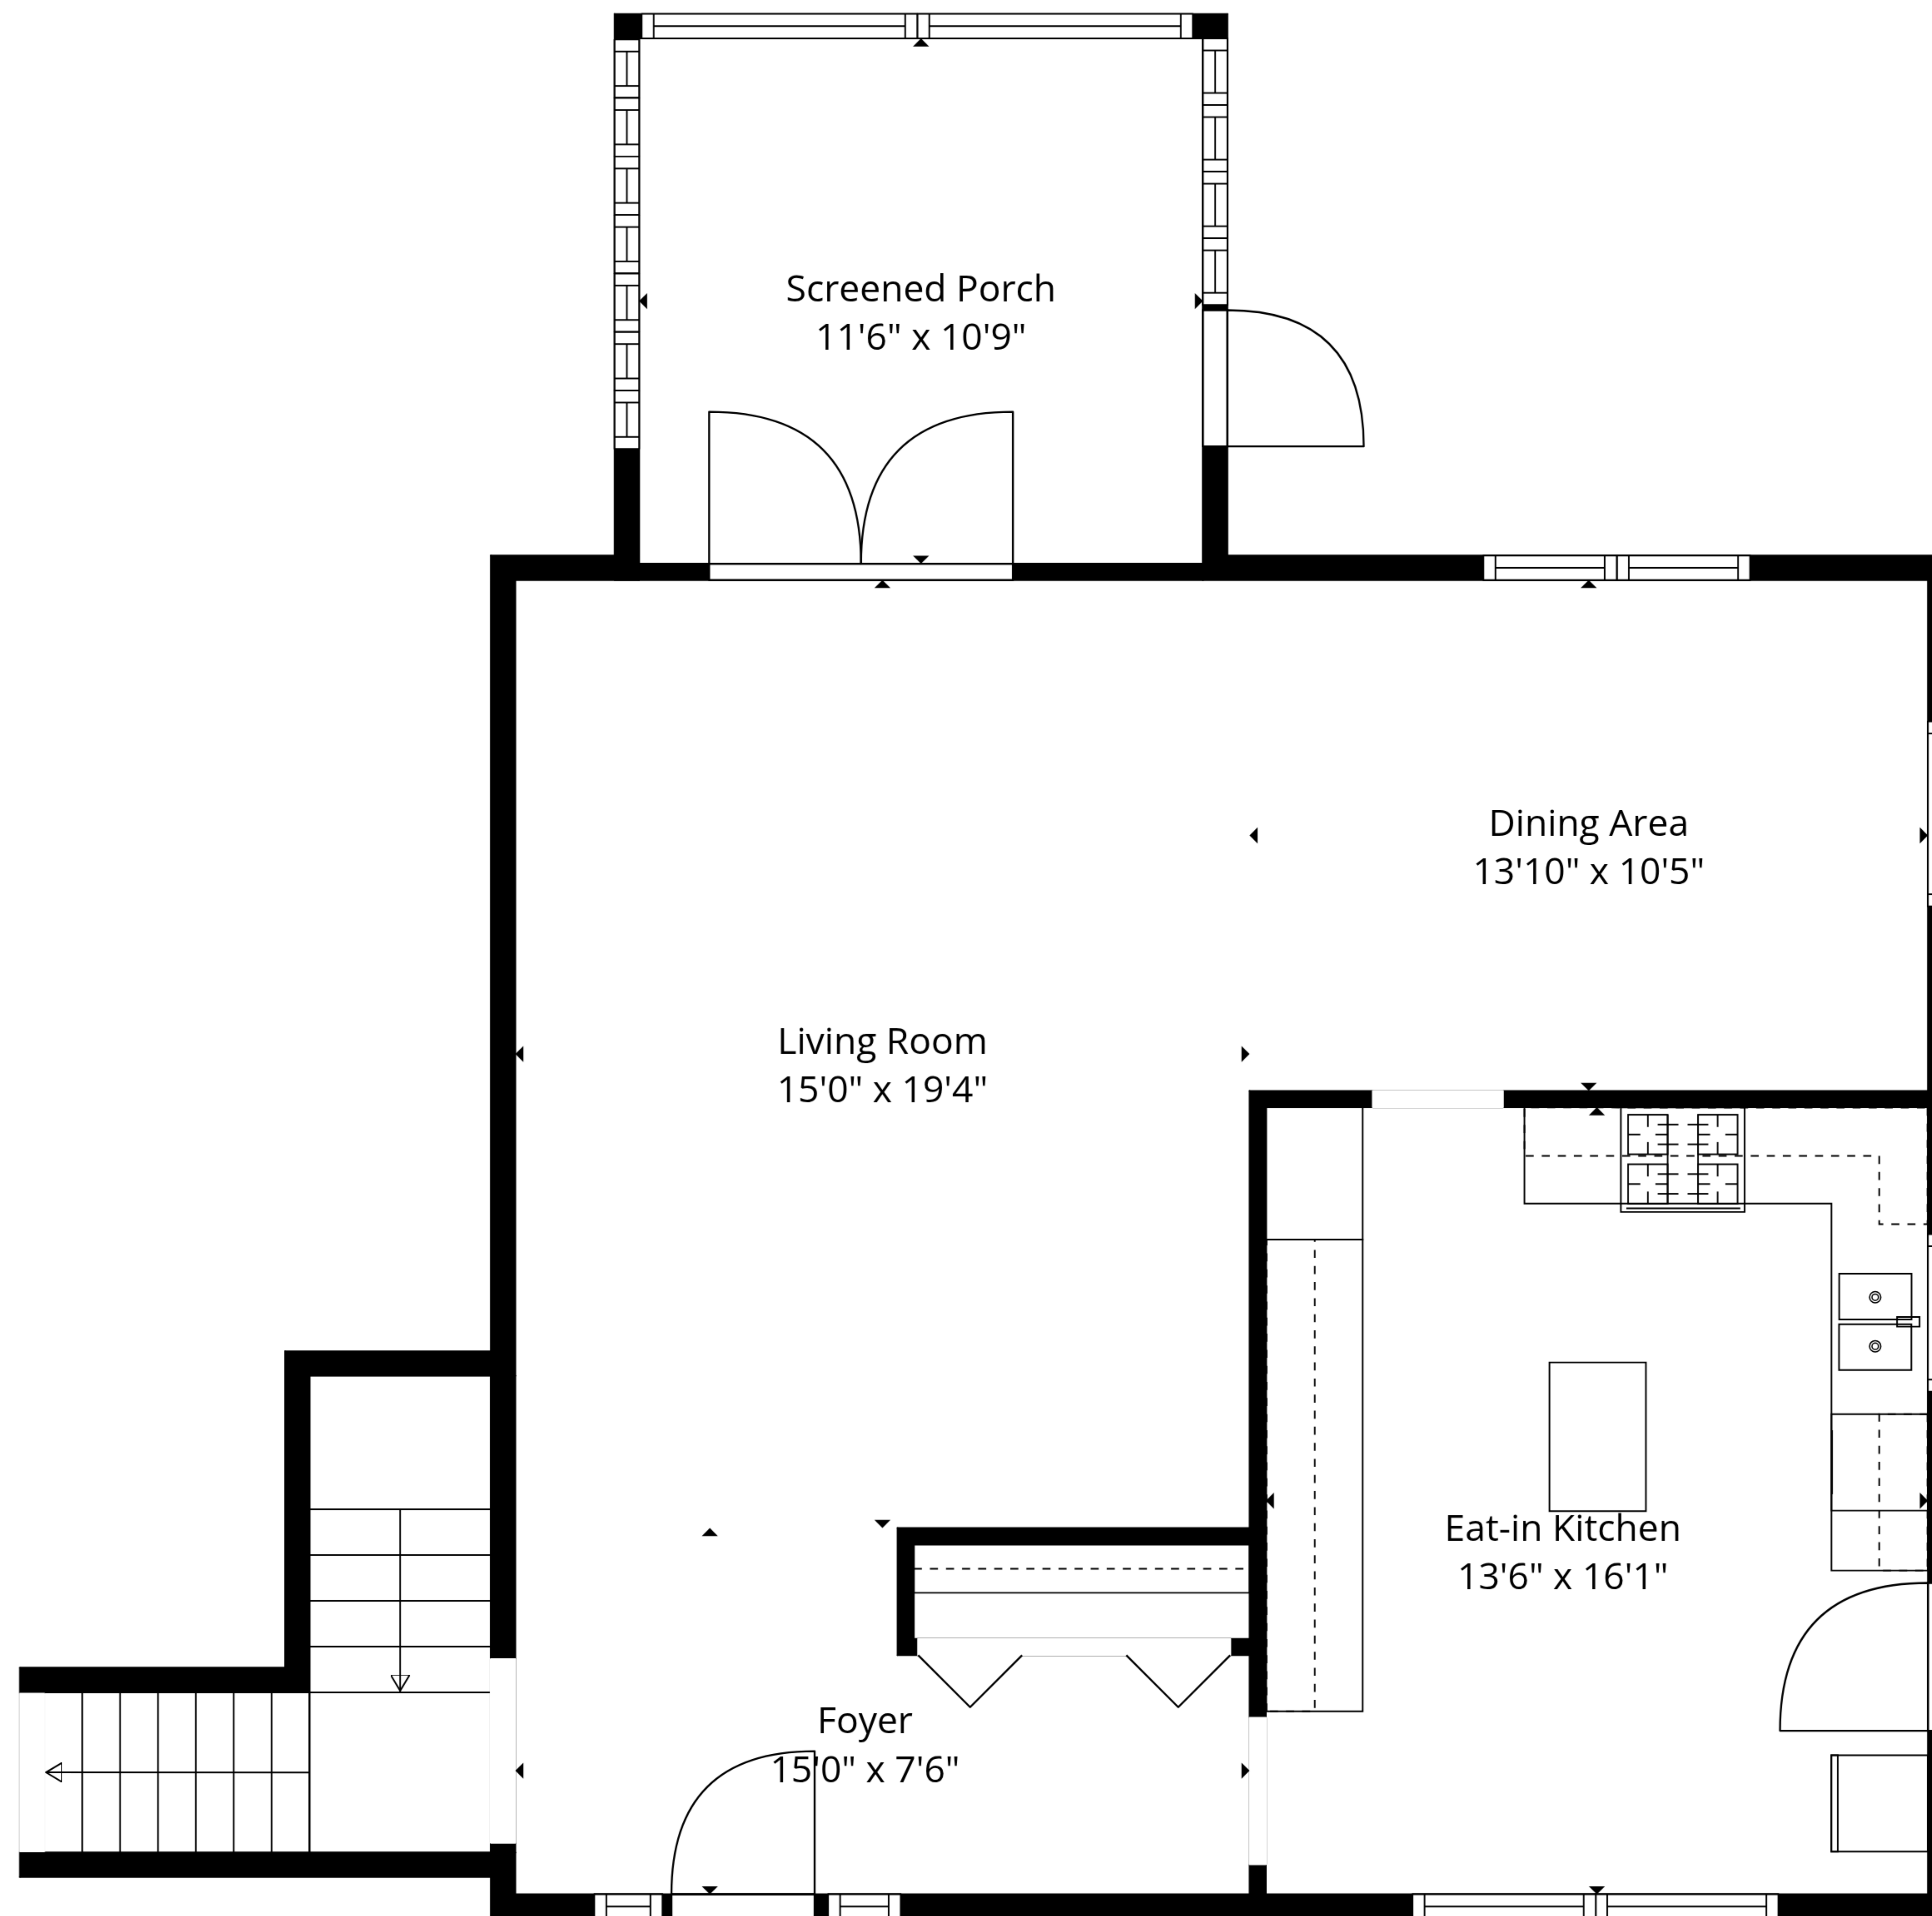 Screened Porch
11'6" x 10'9"
Dining Area
13'10" x 10'5"
Living Room
15'0" x 19'4"
Eat-in Kitchen
13'6" x 16'1"
Foyer
15'0" x 7'6"